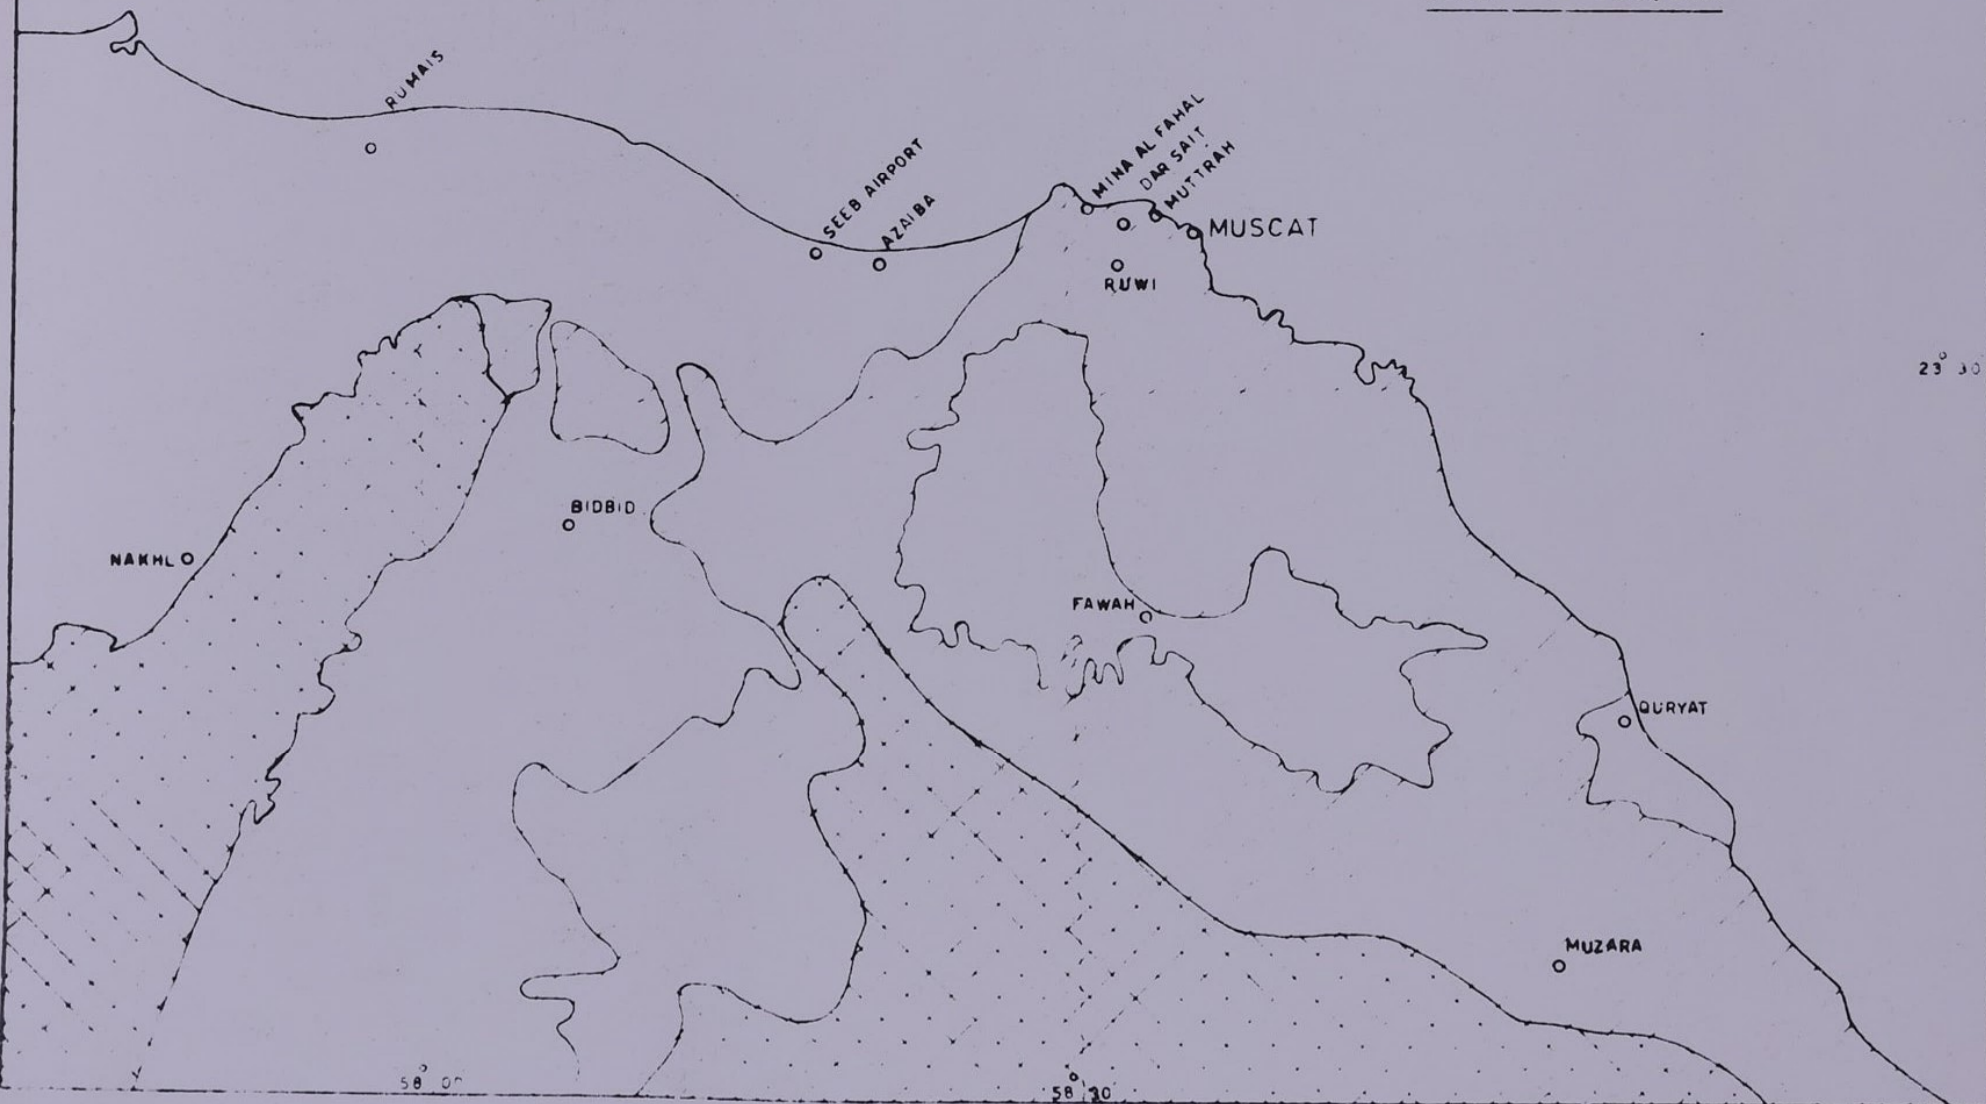 RUMAIS
SEEB AIRPORT
AZAIBA
MINA AL FAHAL
DAR SAIT
MUTTRAH
MUSCAT
RUWI
23° 30
BIDBID
NAKHL
FAWAH
QURYAT
MUZARA
58° 00
58° 30